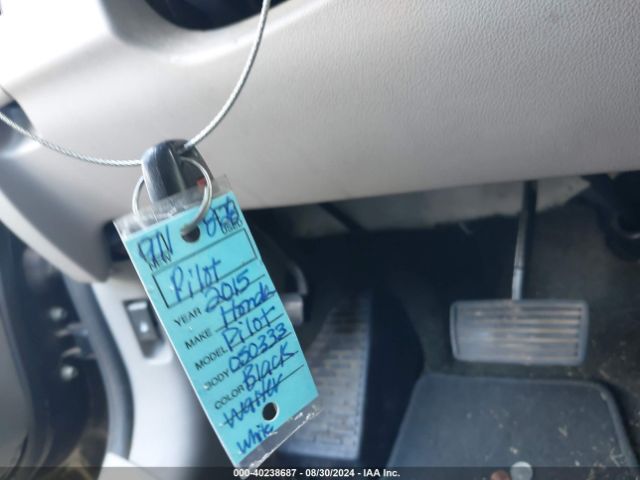 Pilot
YEAR 2015
MAKE Honda
MODEL Pilot
BODY 050333
COLOR Black
White
000-40238687 - 08/30/2024 - IAA Inc.